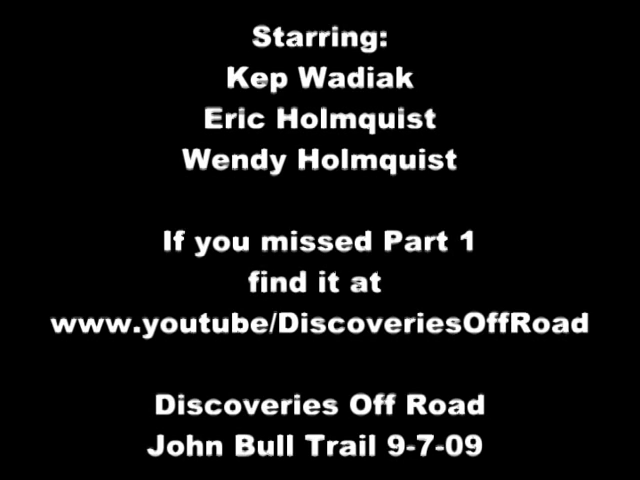 Starring:
Kep Wadiak
Eric Holmquist
Wendy Holmquist
If you missed Part 1
find it at
www.youtube/DiscoveriesOffRoad
Discoveries Off Road
John Bull Trail 9-7-09